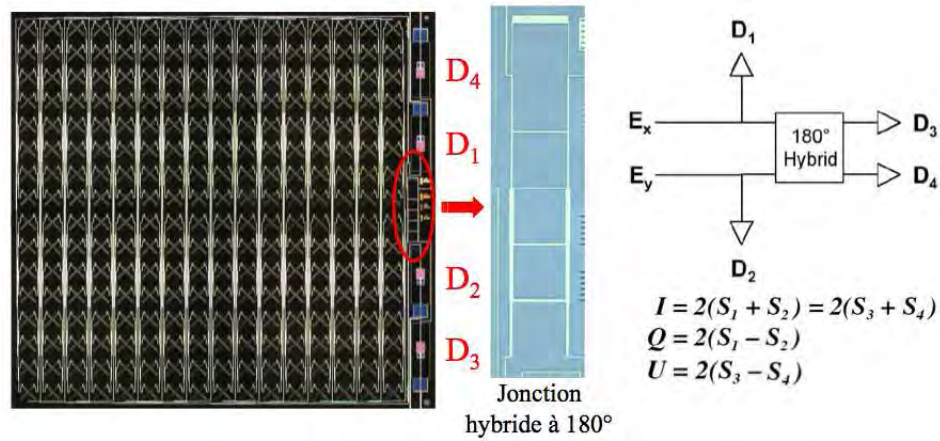 D4
D1
D2
D3
Jonction
hybride à 180°
D1
Ex
180°
Hybrid
D3
Ey
D4
D2
I = 2(S1 + S2) = 2(S3 + S4)
Q = 2(S1 − S2)
U = 2(S3 − S4)